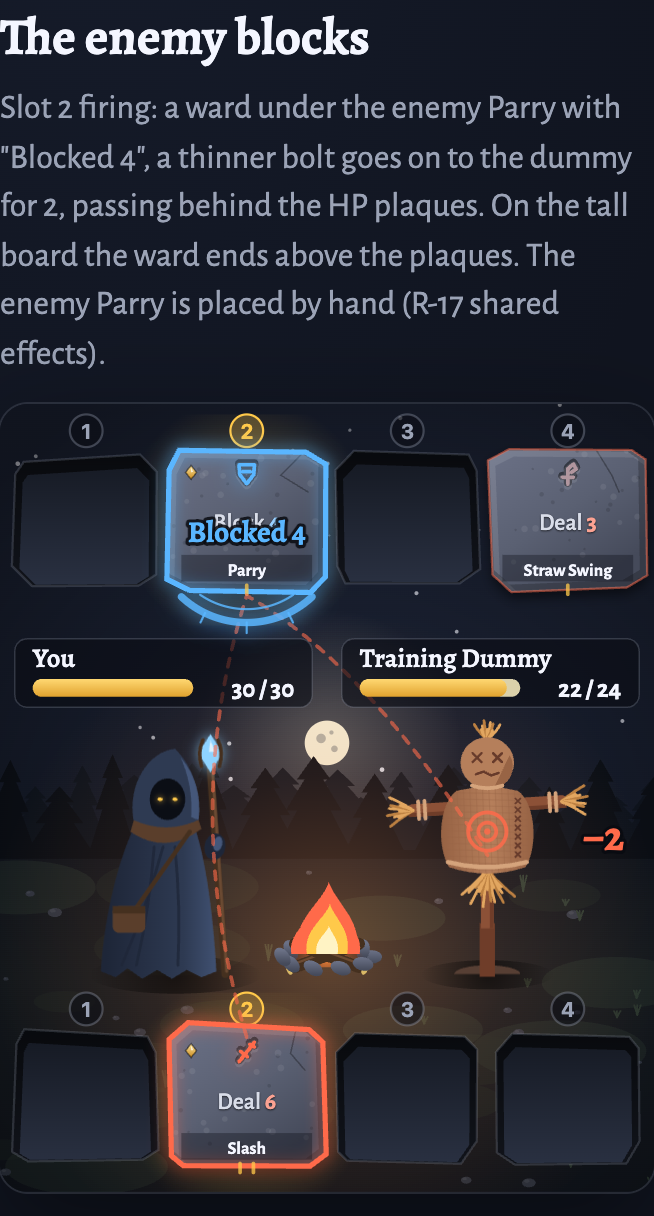 The enemy blocks
Slot 2 firing: a ward under the enemy Parry with
"Blocked 4", a thinner bolt goes on to the dummy
for 2, passing behind the HP plaques. On the tall
board the ward ends above the plaques. The
enemy Parry is placed by hand (R-17 shared
effects).
1
2
3
4
Blocked 4
Parry
Deal 3
Straw Swing
You
30/30
Training Dummy
22/24
−2
1
2
3
4
Deal 6
Slash